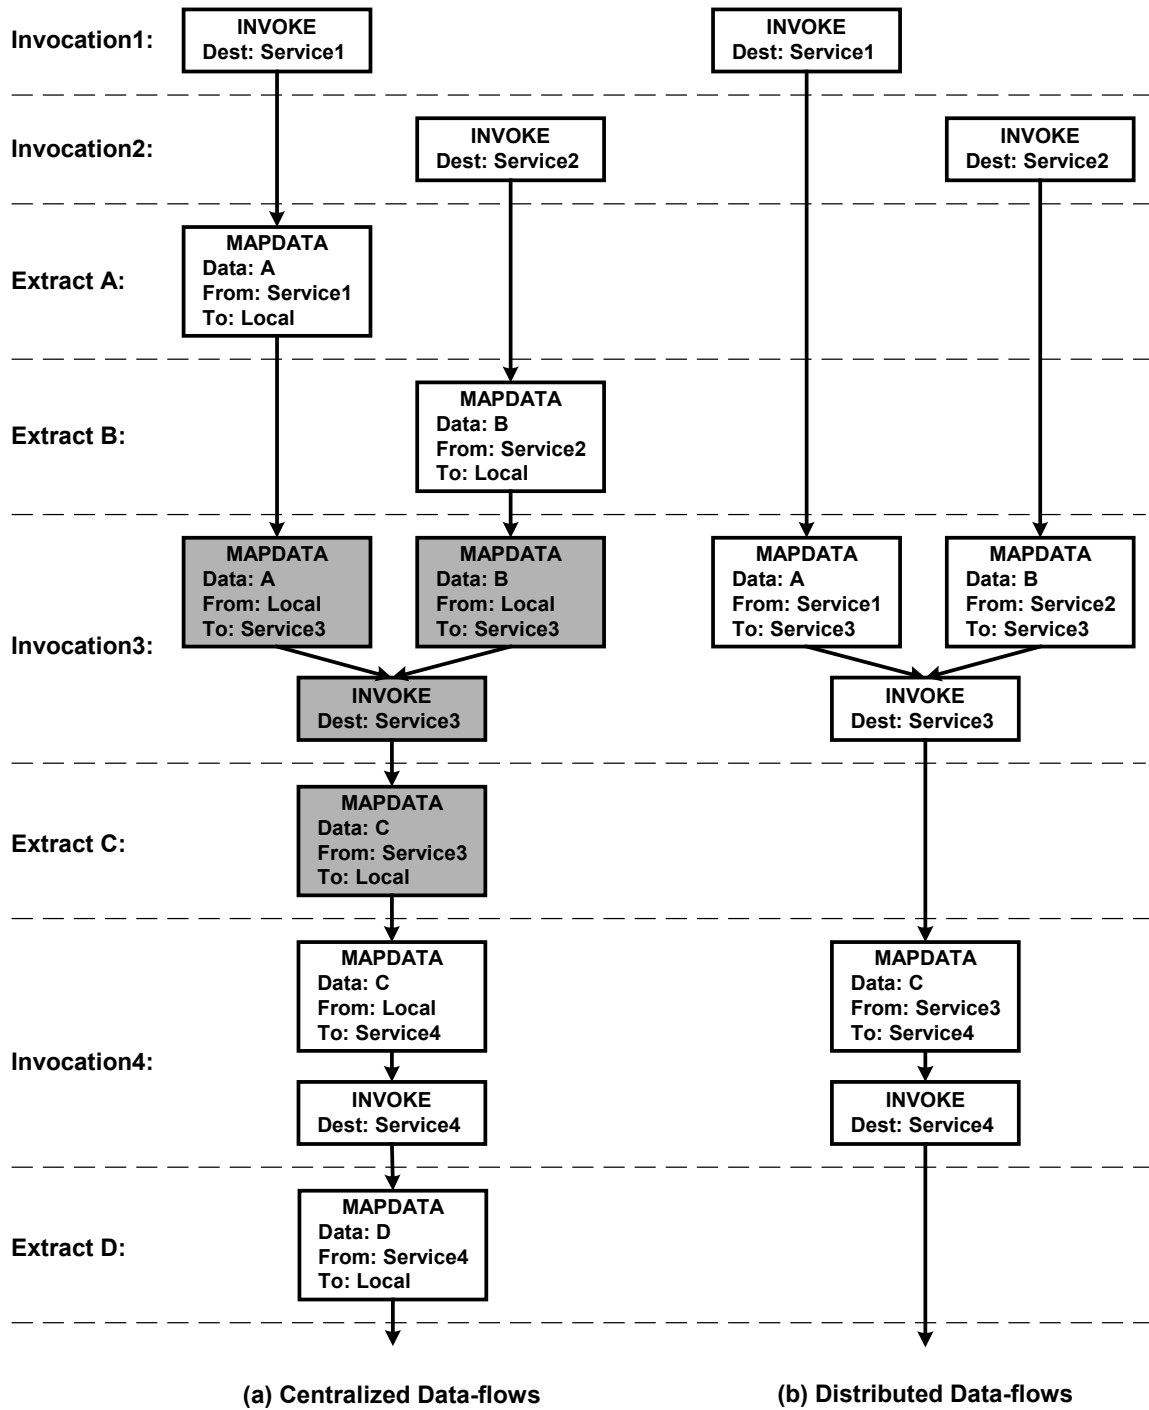 Invocation1:
INVOKE
Dest: Service1
INVOKE
Dest: Service1
Invocation2:
INVOKE
Dest: Service2
INVOKE
Dest: Service2
Extract A:
MAPDATA
Data: A
From: Service1
To: Local
Extract B:
MAPDATA
Data: B
From: Service2
To: Local
Invocation3:
MAPDATA
Data: A
From: Local
To: Service3
MAPDATA
Data: B
From: Local
To: Service3
MAPDATA
Data: A
From: Service1
To: Service3
MAPDATA
Data: B
From: Service2
To: Service3
INVOKE
Dest: Service3
INVOKE
Dest: Service3
Extract C:
MAPDATA
Data: C
From: Service3
To: Local
Invocation4:
MAPDATA
Data: C
From: Local
To: Service4
MAPDATA
Data: C
From: Service3
To: Service4
INVOKE
Dest: Service4
INVOKE
Dest: Service4
Extract D:
MAPDATA
Data: D
From: Service4
To: Local
(a) Centralized Data-flows
(b) Distributed Data-flows